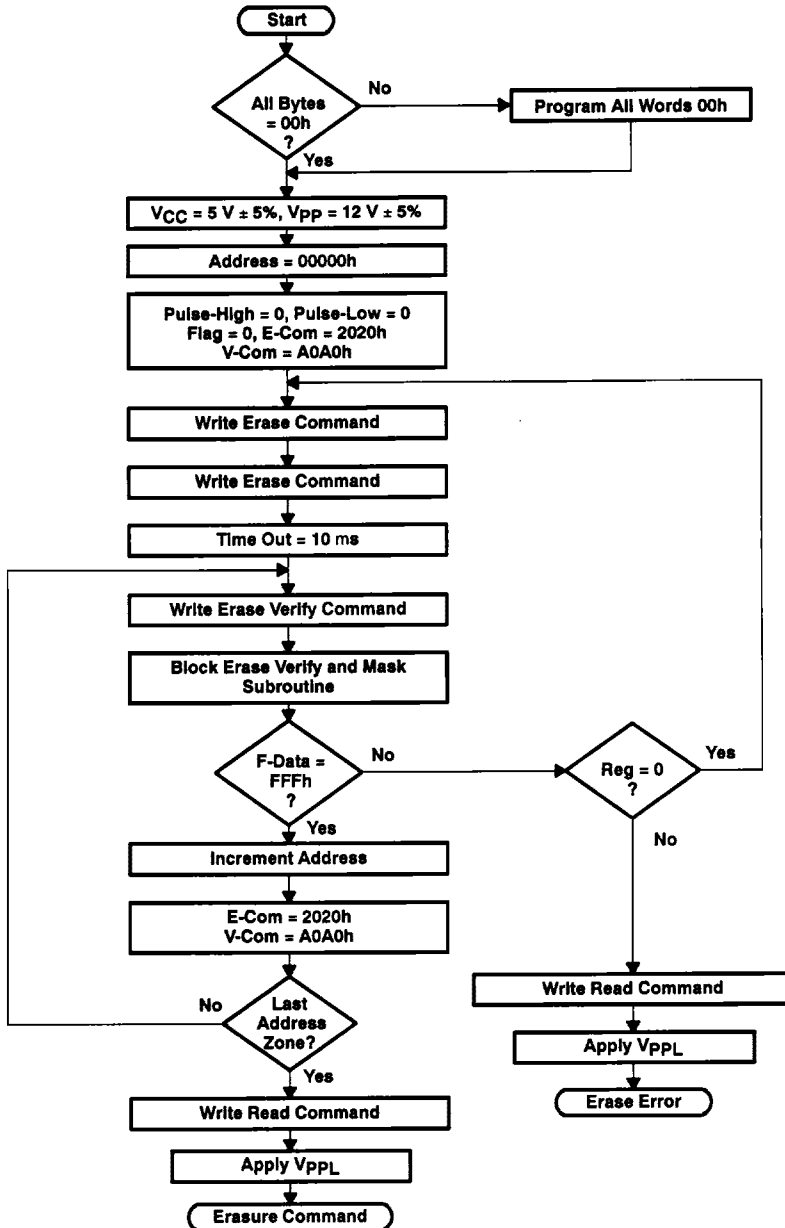 Start
All Bytes
= 00h
?
No
Program All Words 00h
Yes
VCC = 5 V ± 5%, VPP = 12 V ± 5%
Address = 00000h
Pulse-High = 0, Pulse-Low = 0
Flag = 0, E-Com = 2020h
V-Com = A0A0h
Write Erase Command
Write Erase Command
Time Out = 10 ms
Write Erase Verify Command
Block Erase Verify and Mask
Subroutine
F-Data =
FFFh
?
No
Reg = 0
?
Yes
Yes
No
Increment Address
E-Com = 2020h
V-Com = A0A0h
No
Last
Address
Zone?
Yes
Write Read Command
Apply VPPL
Erase Error
Write Read Command
Apply VPPL
Erasure Command